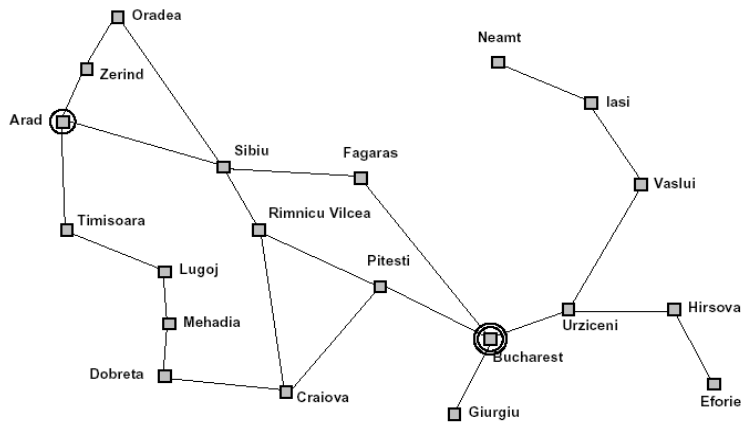 Oradea
Neamt
Zerind
Iasi
Arad
Sibiu
Fagaras
Vaslui
Timisoara
Rimnicu Vilcea
Pitesti
Lugoj
Hirsova
Mehadia
Urziceni
Bucharest
Dobreta
Craiova
Eforie
Giurgiu